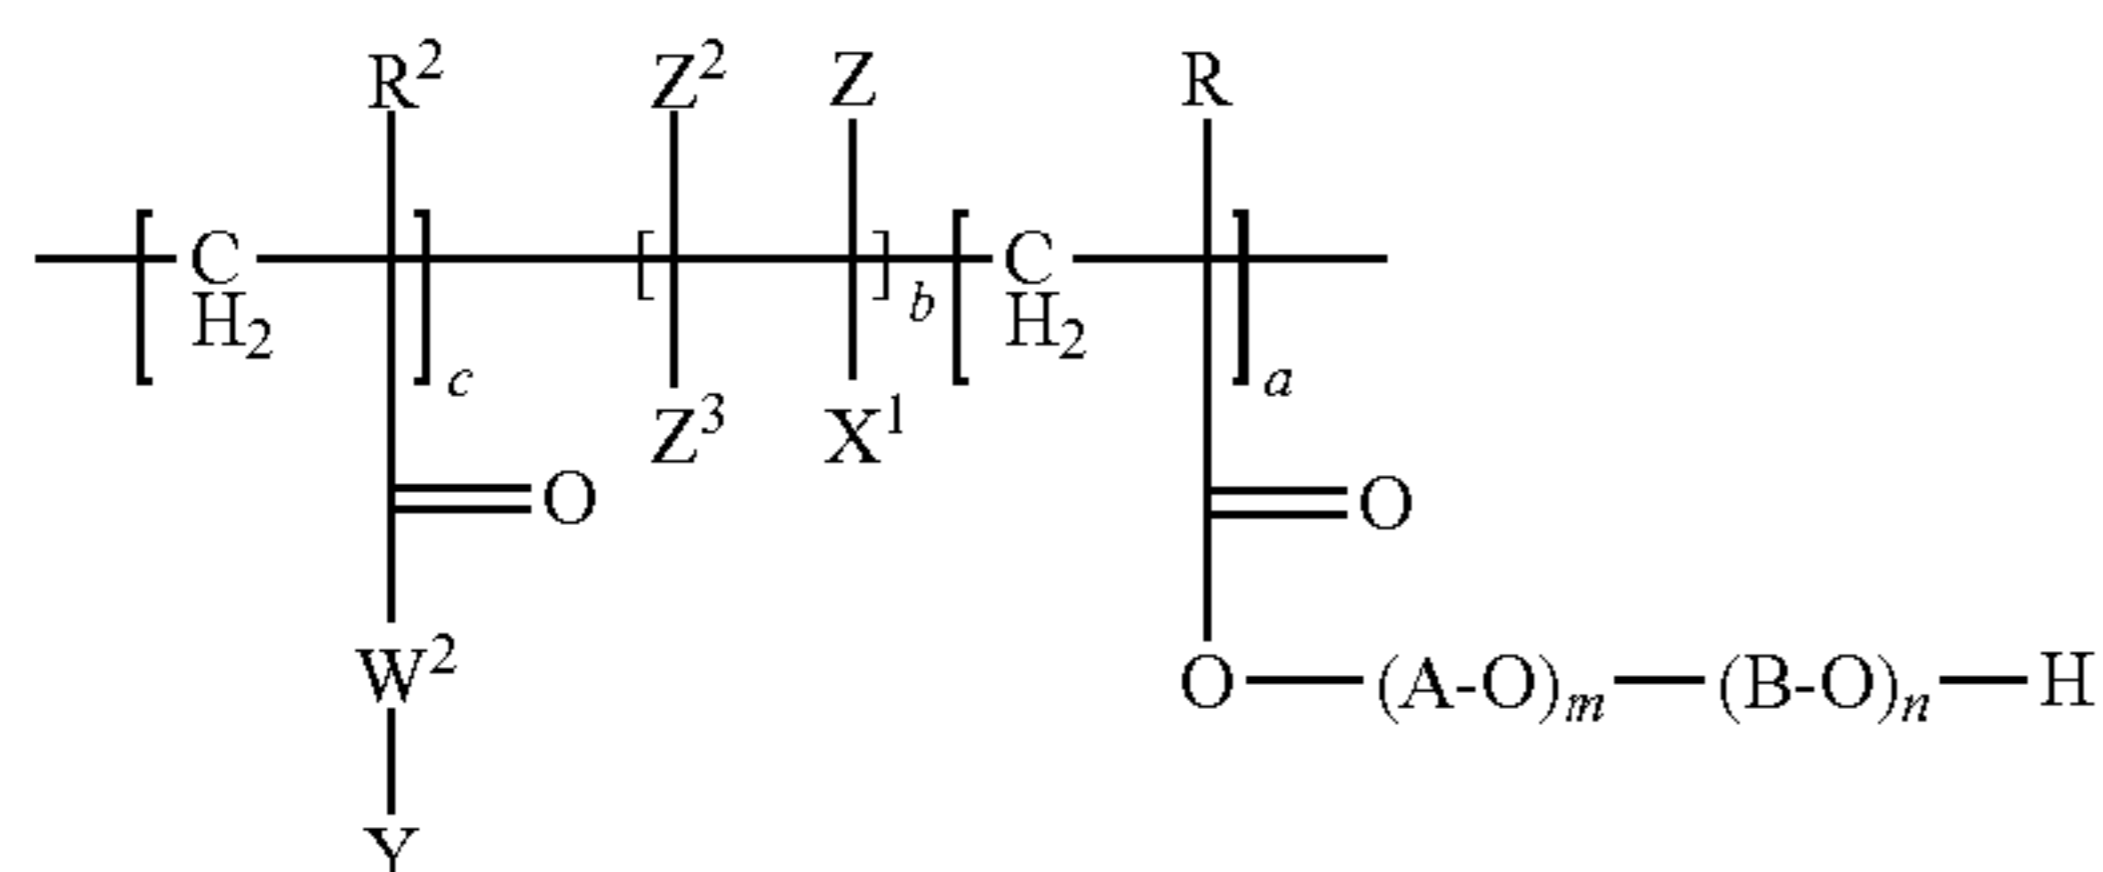 R² Z² Z R
[ C ]c [ ]b [ C ]a
H₂ H₂
Z³ X¹
O O
W² O (A-O)m (B-O)n H
Y